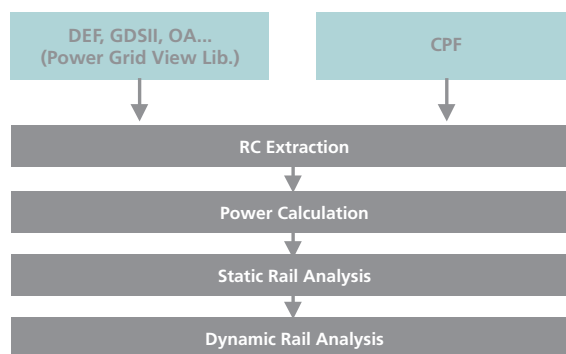 DEF, GDSII, OA...
(Power Grid View Lib.)
CPF
RC Extraction
Power Calculation
Static Rail Analysis
Dynamic Rail Analysis